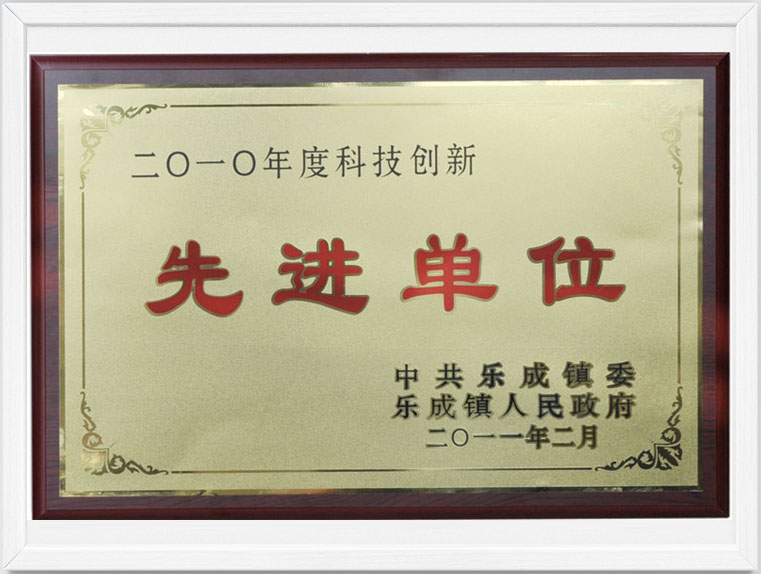 二〇一〇年度科技创新
先进单位
中共乐成镇委
乐成镇人民政府
二〇一一年二月